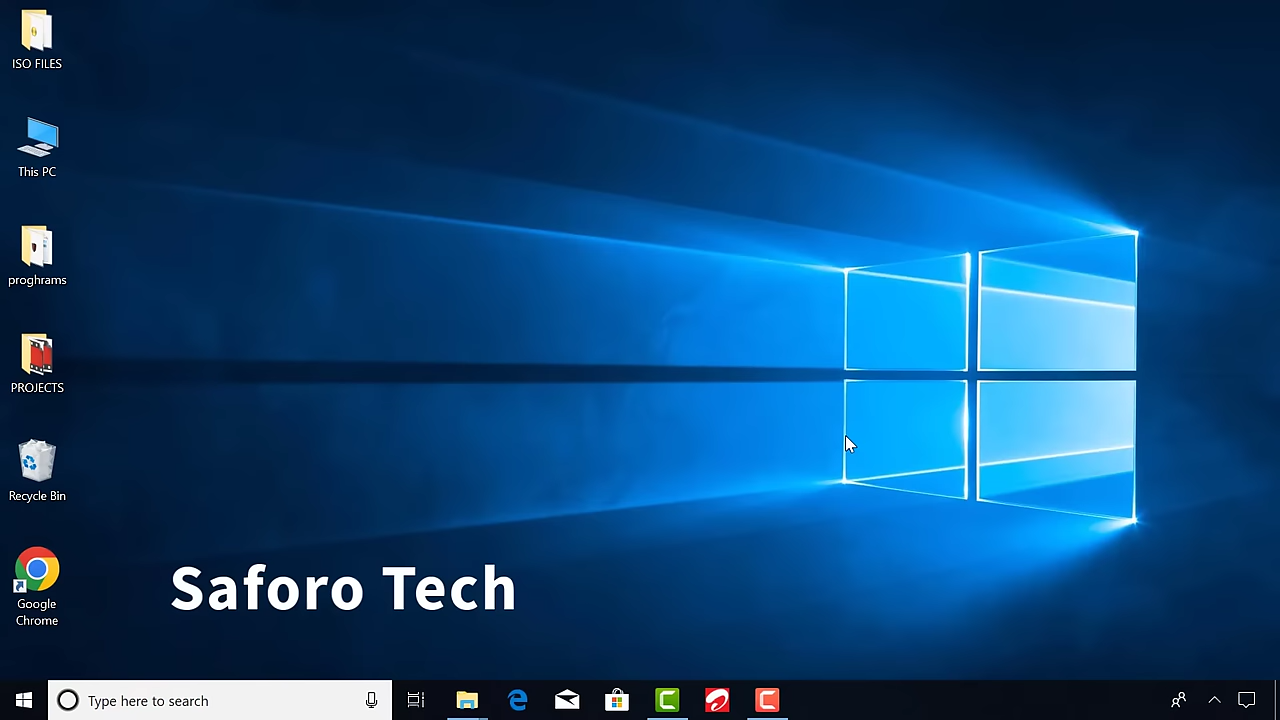 ISO FILES
This PC
proghrams
PROJECTS
Recycle Bin
Google
Chrome
Saforo Tech
Type here to search